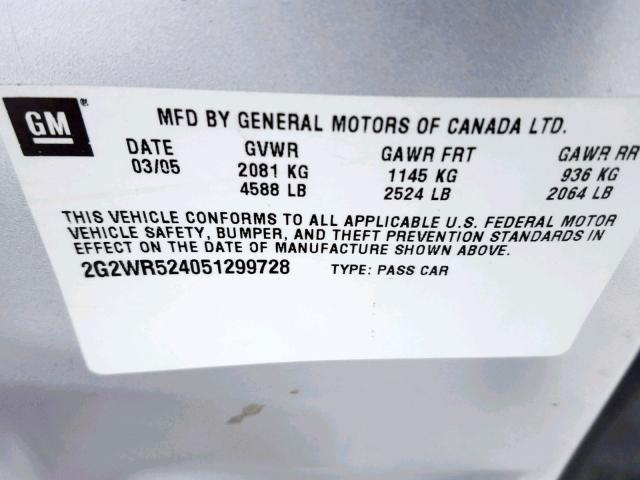 GM®
MFD BY GENERAL MOTORS OF CANADA LTD.
DATE GVWR GAWR FRT GAWR RR
03/05 2081 KG 1145 KG 936 KG
4588 LB 2524 LB 2064 LB
THIS VEHICLE CONFORMS TO ALL APPLICABLE U.S. FEDERAL MOTOR
VEHICLE SAFETY, BUMPER, AND THEFT PREVENTION STANDARDS IN
EFFECT ON THE DATE OF MANUFACTURE SHOWN ABOVE.
2G2WR524051299728 TYPE: PASS CAR